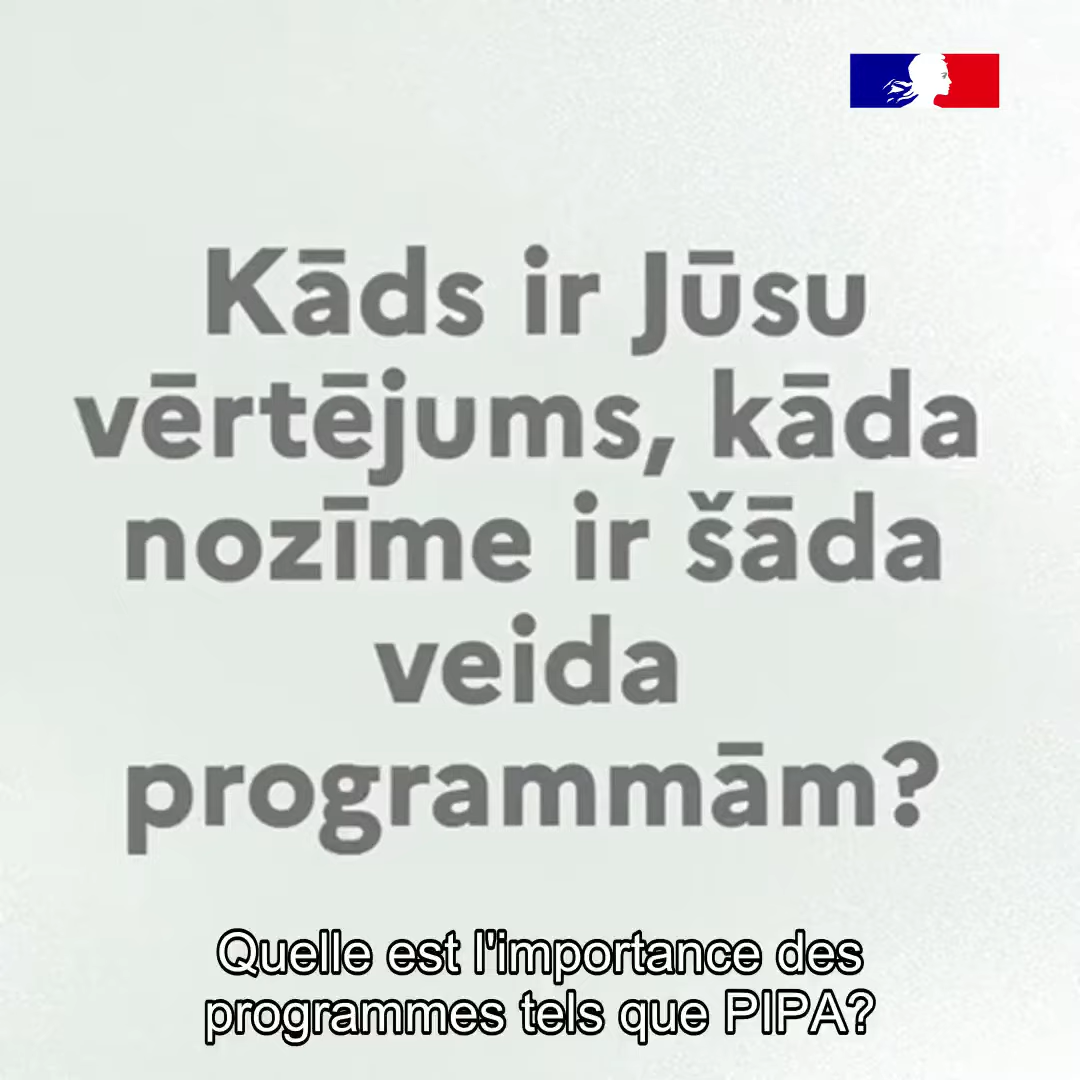 Kāds ir Jūsu
vērtējums, kāda
nozīme ir šāda
veida
programmām?
Quelle est l'importance des
programmes tels que PIPA?